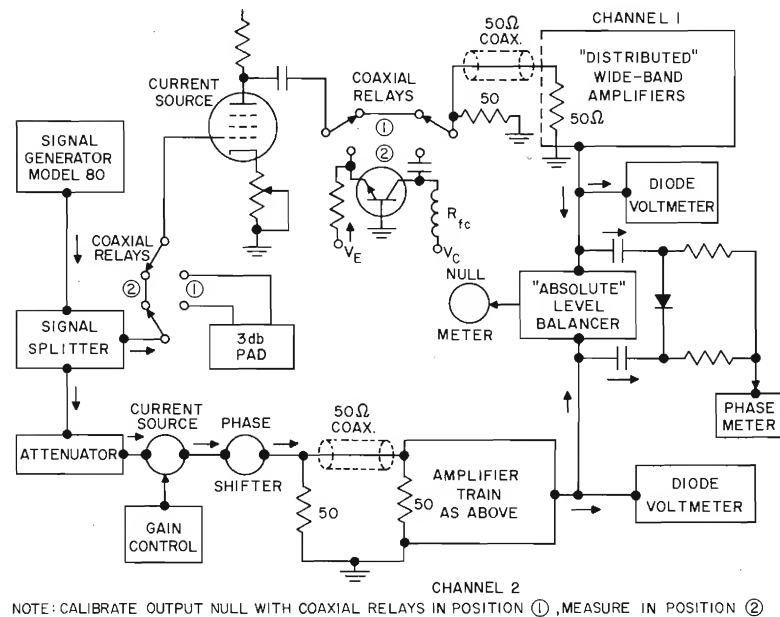 CHANNEL 1
50Ω
COAX.
"DISTRIBUTED"
WIDE-BAND
AMPLIFIERS
CURRENT
SOURCE
COAXIAL
RELAYS
①
50
50Ω
SIGNAL
GENERATOR
MODEL 80
②
DIODE
VOLTMETER
COAXIAL
RELAYS
Rfc
VE
VC
NULL
METER
"ABSOLUTE"
LEVEL
BALANCER
②
①
3db
PAD
SIGNAL
SPLITTER
PHASE
METER
CURRENT
SOURCE
PHASE
SHIFTER
50Ω
COAX.
ATTENUATOR
AMPLIFIER
TRAIN
AS ABOVE
DIODE
VOLTMETER
50
50
GAIN
CONTROL
CHANNEL 2
NOTE: CALIBRATE OUTPUT NULL WITH COAXIAL RELAYS IN POSITION ①, MEASURE IN POSITION ②